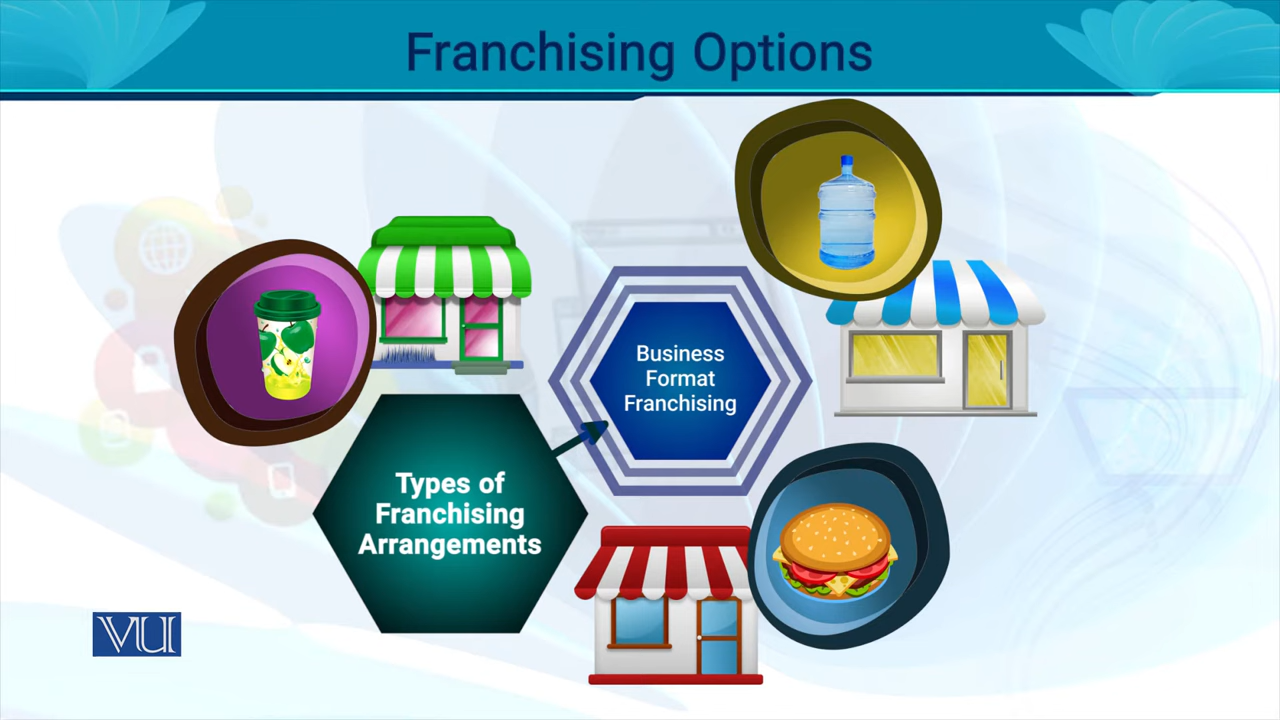 Franchising Options
Business
Format
Franchising
Types of
Franchising
Arrangements
VU